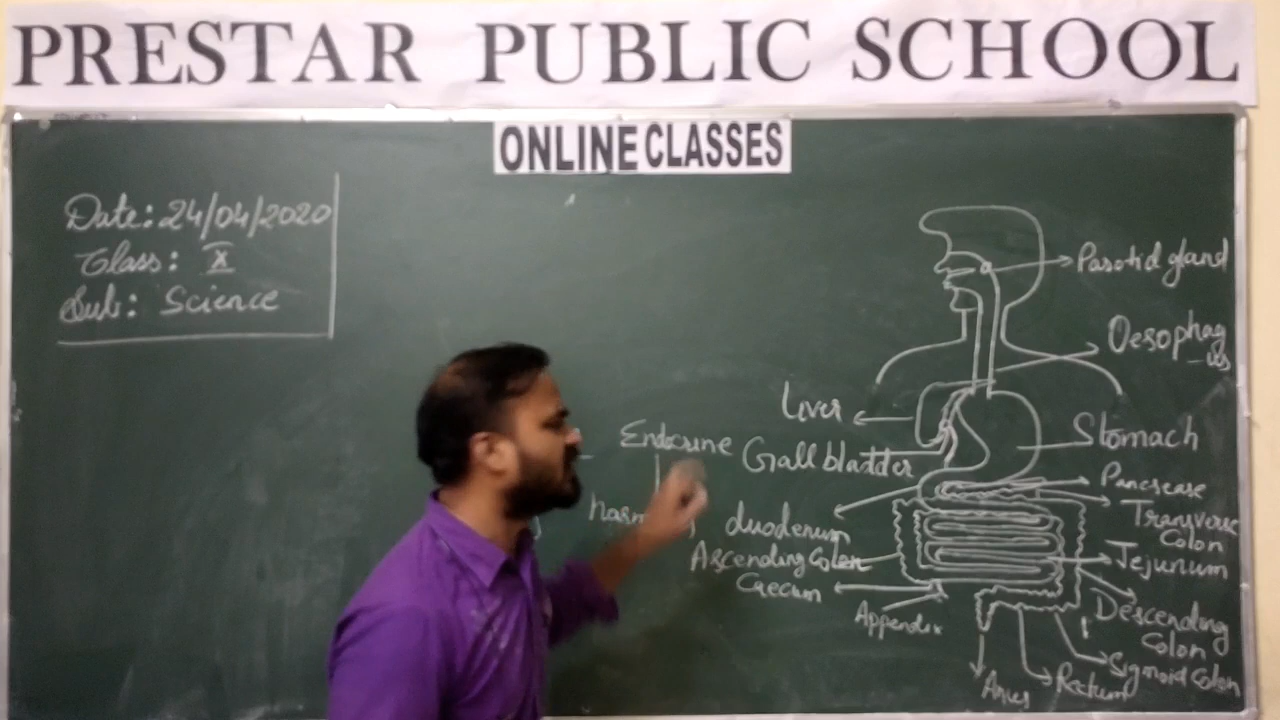 PRESTAR PUBLIC SCHOOL
ONLINE CLASSES
Date: 24/04/2020
Class: X
Sub: Science
Parotid gland
Oesophag
-us
Liver
Stomach
Endocrine
Gall bladder
Pancrease
duodenum
Transverse
Colon
Ascending Colon
Jejunum
Caecum
Appendix
Descending
Colon
Sigmoid Colon
Rectum
Anus